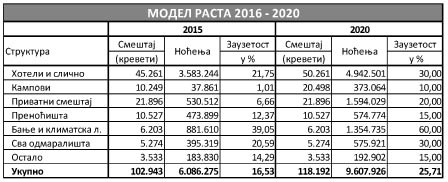 МОДЕЛ РАСТА 2016 - 2020
2015 2020
Структура Смештај (кревети) Ноћења Заузетост у % Смештај (кревети) Ноћења Заузетост у %
Хотели и слично 45.261 3.583.244 21,75 50.261 4.942.501 30,00
Кампови 10.249 37.861 1,01 20.498 373.064 10,00
Приватни смештај 21.896 530.512 6,66 21.896 1.594.029 20,00
Преноћишта 10.527 473.899 12,37 10.527 574.774 15,00
Бање и климатска л. 6.203 881.610 39,05 6.203 1.354.735 60,00
Сва одмаралишта 5.274 395.319 20,59 5.274 575.921 30,00
Остало 3.533 183.830 14,29 3.533 192.902 15,00
Укупно 102.943 6.086.275 16,53 118.192 9.607.926 25,71